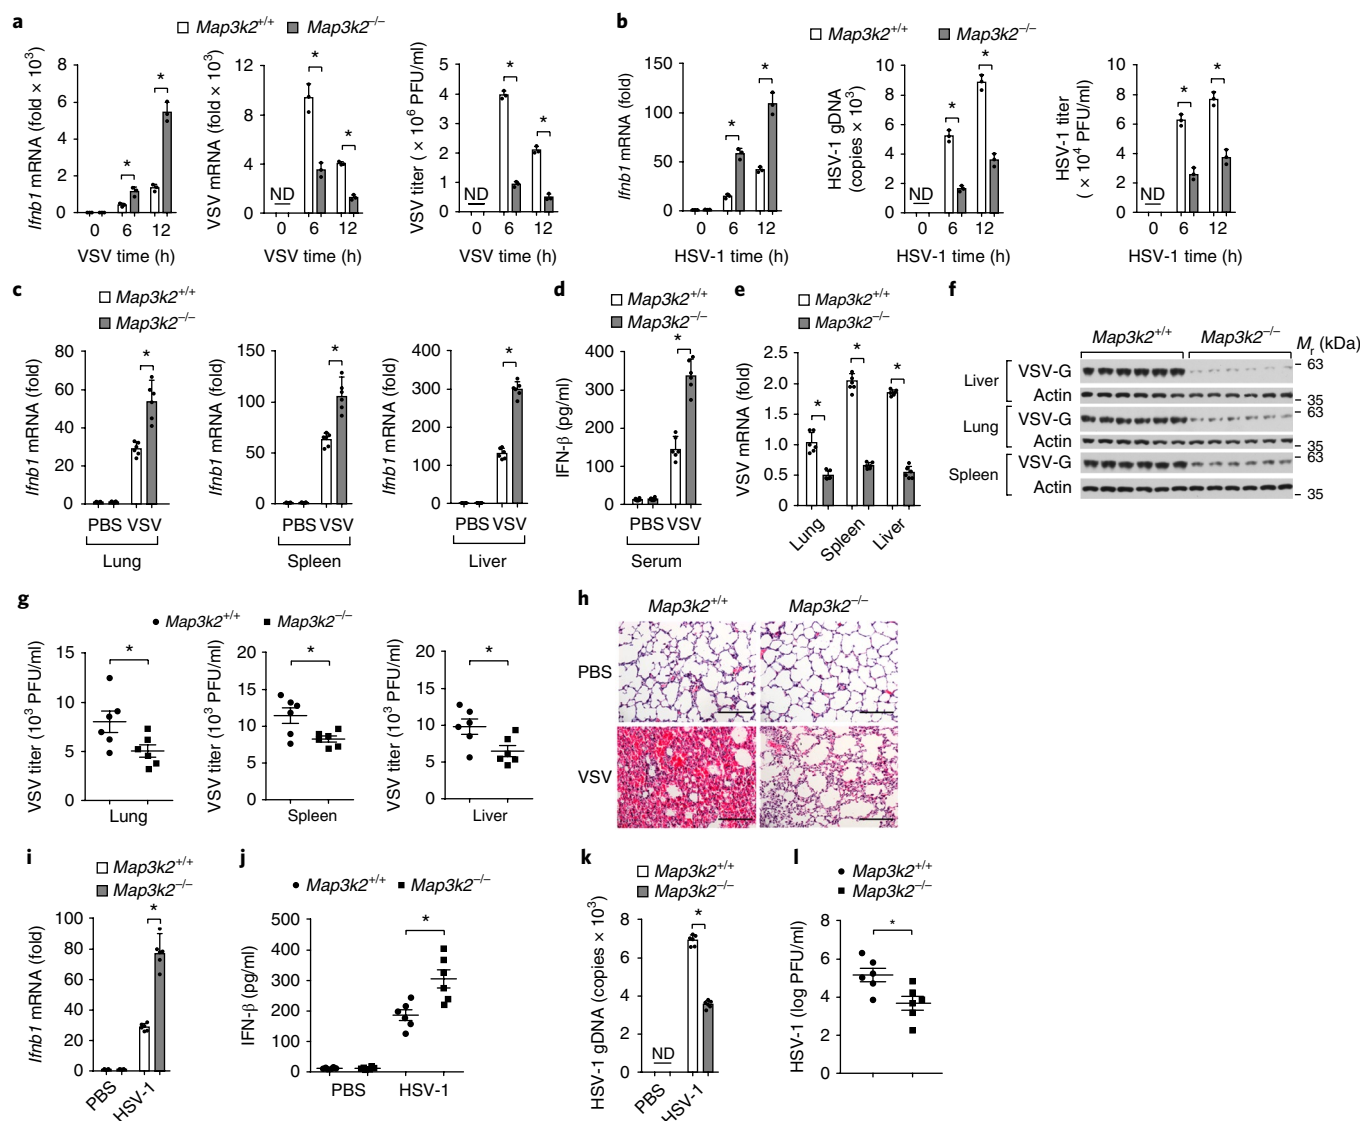 a
Map3k2+/+ Map3k2−/−
Ifnb1 mRNA (fold × 10³)
8
6
4
2
0
* *
0 6 12
VSV time (h)
VSV mRNA (fold × 10³)
12
8
4
0
ND * *
0 6 12
VSV time (h)
VSV titer ( × 10⁶ PFU/ml)
5
4
3
2
1
0
ND * *
0 6 12
VSV time (h)
b
Map3k2+/+ Map3k2−/−
Ifnb1 mRNA (fold)
150
100
50
0
* *
0 6 12
HSV-1 time (h)
HSV-1 gDNA
(copies × 10³)
10
8
6
4
2
0
ND * *
0 6 12
HSV-1 time (h)
HSV-1 titer
( × 10⁴ PFU/ml)
10
8
6
4
2
0
ND * *
0 6 12
HSV-1 time (h)
c
Map3k2+/+
Map3k2−/−
Ifnb1 mRNA (fold)
80
60
40
20
0
*
PBS VSV
Lung
Ifnb1 mRNA (fold)
150
100
50
0
*
PBS VSV
Spleen
Ifnb1 mRNA (fold)
400
300
200
100
0
*
PBS VSV
Liver
d
Map3k2+/+
Map3k2−/−
IFN-β (pg/ml)
400
300
200
100
0
*
PBS VSV
Serum
e
Map3k2+/+
Map3k2−/−
VSV mRNA (fold)
2.5
2.0
1.5
1.0
0.5
0
* * *
Lung Spleen Liver
f
Map3k2+/+ Map3k2−/− Mr (kDa)
Liver
VSV-G 63
Actin 35
Lung
VSV-G 63
Actin 35
Spleen
VSV-G 63
Actin 35
g
Map3k2+/+ Map3k2−/−
VSV titer (10³ PFU/ml)
15
10
5
0
*
Lung
VSV titer (10³ PFU/ml)
20
15
10
5
0
*
Spleen
VSV titer (10³ PFU/ml)
20
15
10
5
0
*
Liver
h
Map3k2+/+ Map3k2−/−
PBS
VSV
i
Map3k2+/+
Map3k2−/−
Ifnb1 mRNA (fold)
100
80
60
40
20
0
*
PBS HSV-1
j
Map3k2+/+ Map3k2−/−
IFN-β (pg/ml)
500
400
300
200
100
0
*
PBS HSV-1
k
Map3k2+/+
Map3k2−/−
HSV-1 gDNA (copies × 10³)
8
6
4
2
0
ND *
PBS HSV-1
l
Map3k2+/+
Map3k2−/−
HSV-1 (log PFU/ml)
8
6
4
2
0
*